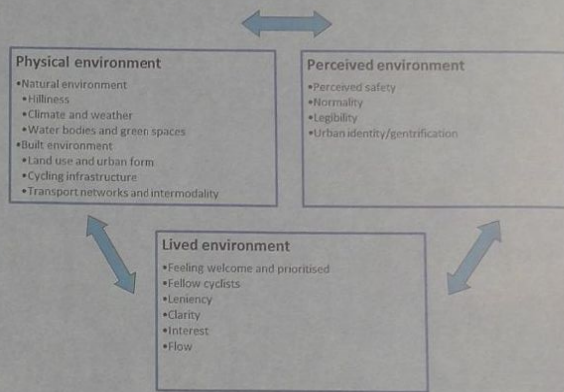 Physical environment
•Natural environment
•Hilliness
•Climate and weather
•Water bodies and green spaces
•Built environment
•Land use and urban form
•Cycling infrastructure
•Transport networks and intermodality
Perceived environment
•Perceived safety
•Normality
•Legibility
•Urban identity/gentrification
Lived environment
•Feeling welcome and prioritised
•Fellow cyclists
•Leniency
•Clarity
•Interest
•Flow